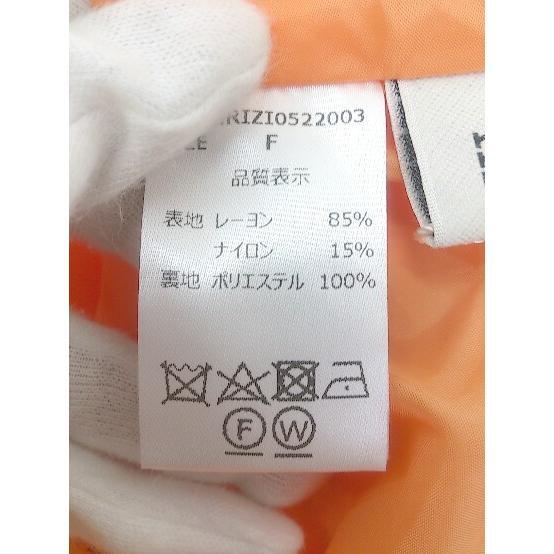 RIZI0522003
F
品質表示
表地 レーヨン 85%
ナイロン 15%
裏地 ポリエステル 100%
F W